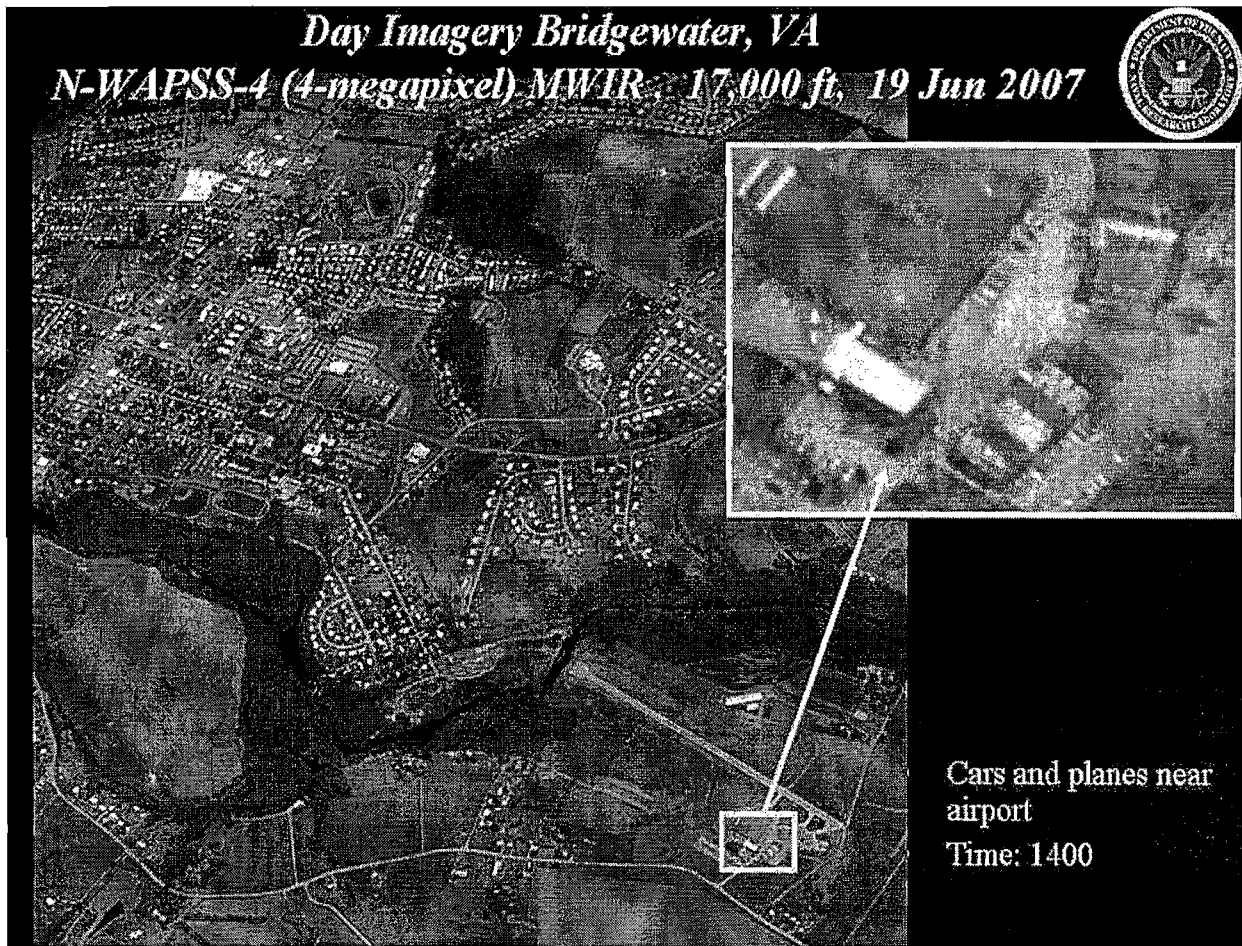 Day Imagery Bridgewater, VA
N-WAPSS-4 (4-megapixel) MWIR, 17,000 ft, 19 Jun 2007
Cars and planes near
airport
Time: 1400